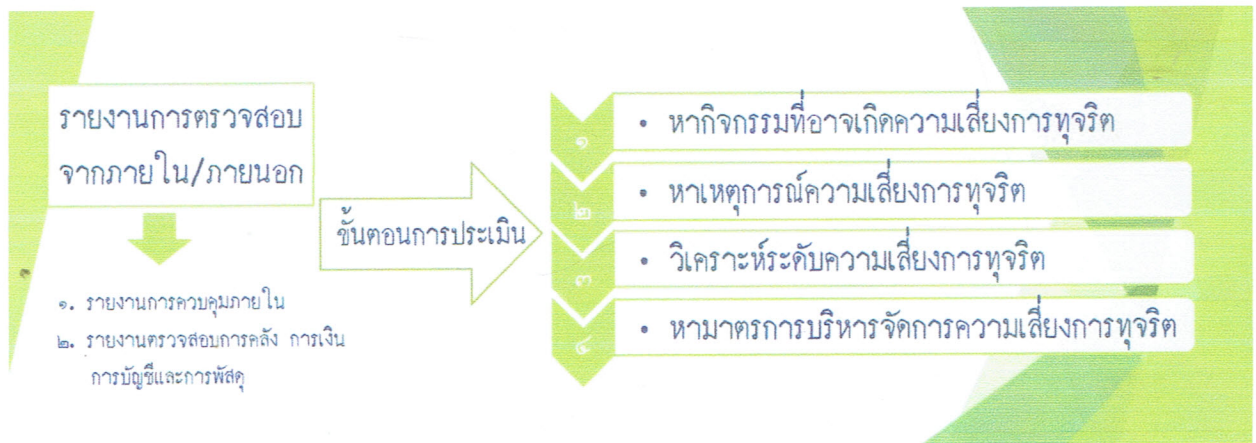 รายงานการตรวจสอบ
จากภายใน/ภายนอก
๑. รายงานการควบคุมภายใน
๒. รายงานตรวจสอบการคลัง การเงิน
การบัญชีและการพัสดุ
ขั้นตอนการประเมิน
๑
• หากิจกรรมที่อาจเกิดความเสี่ยงการทุจริต
๒
• หาเหตุการณ์ความเสี่ยงการทุจริต
๓
• วิเคราะห์ระดับความเสี่ยงการทุจริต
๔
• หามาตรการบริหารจัดการความเสี่ยงการทุจริต